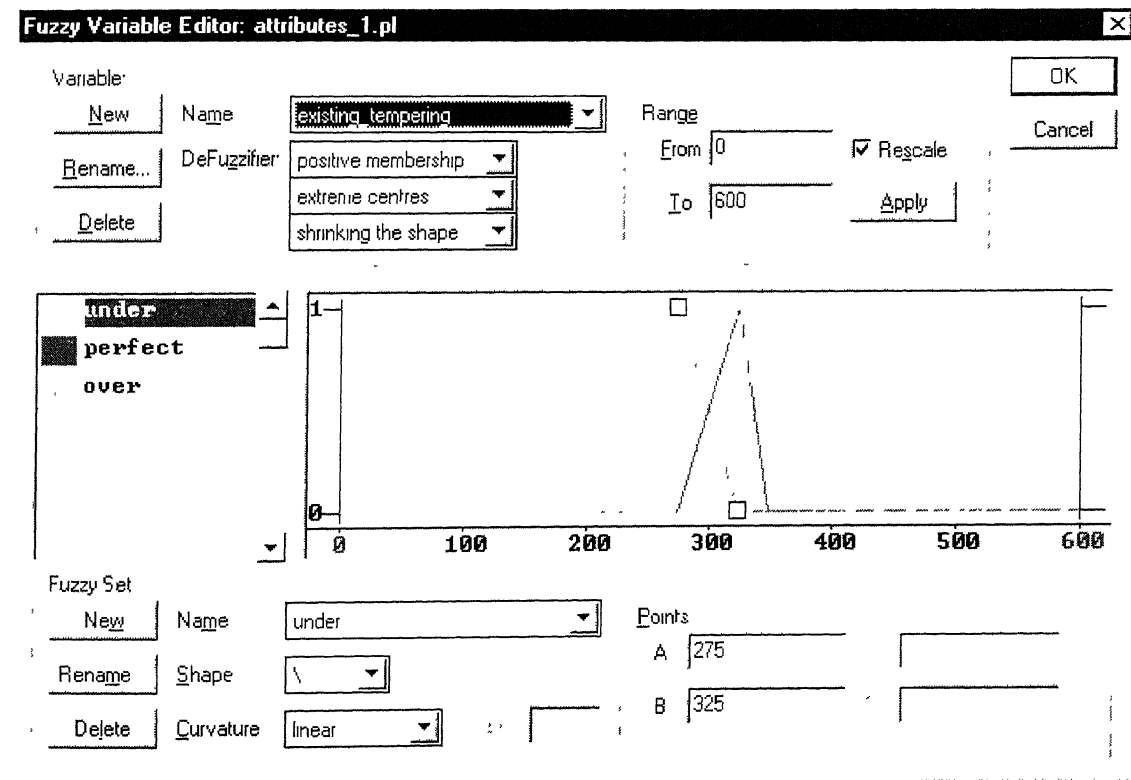 Fuzzy Variable Editor: attributes_1.pl
Variable:
New
Name
existing_tempering
Rename...
DeFuzzifier
positive membership
extreme centres
shrinking the shape
Delete
Range
From
0
To
600
Rescale
Apply
OK
Cancel
under
perfect
over
1
0
0 100 200 300 400 500 600
Fuzzy Set
New
Name
under
Rename
Shape
\
Delete
Curvature
linear
Points
A
275
B
325